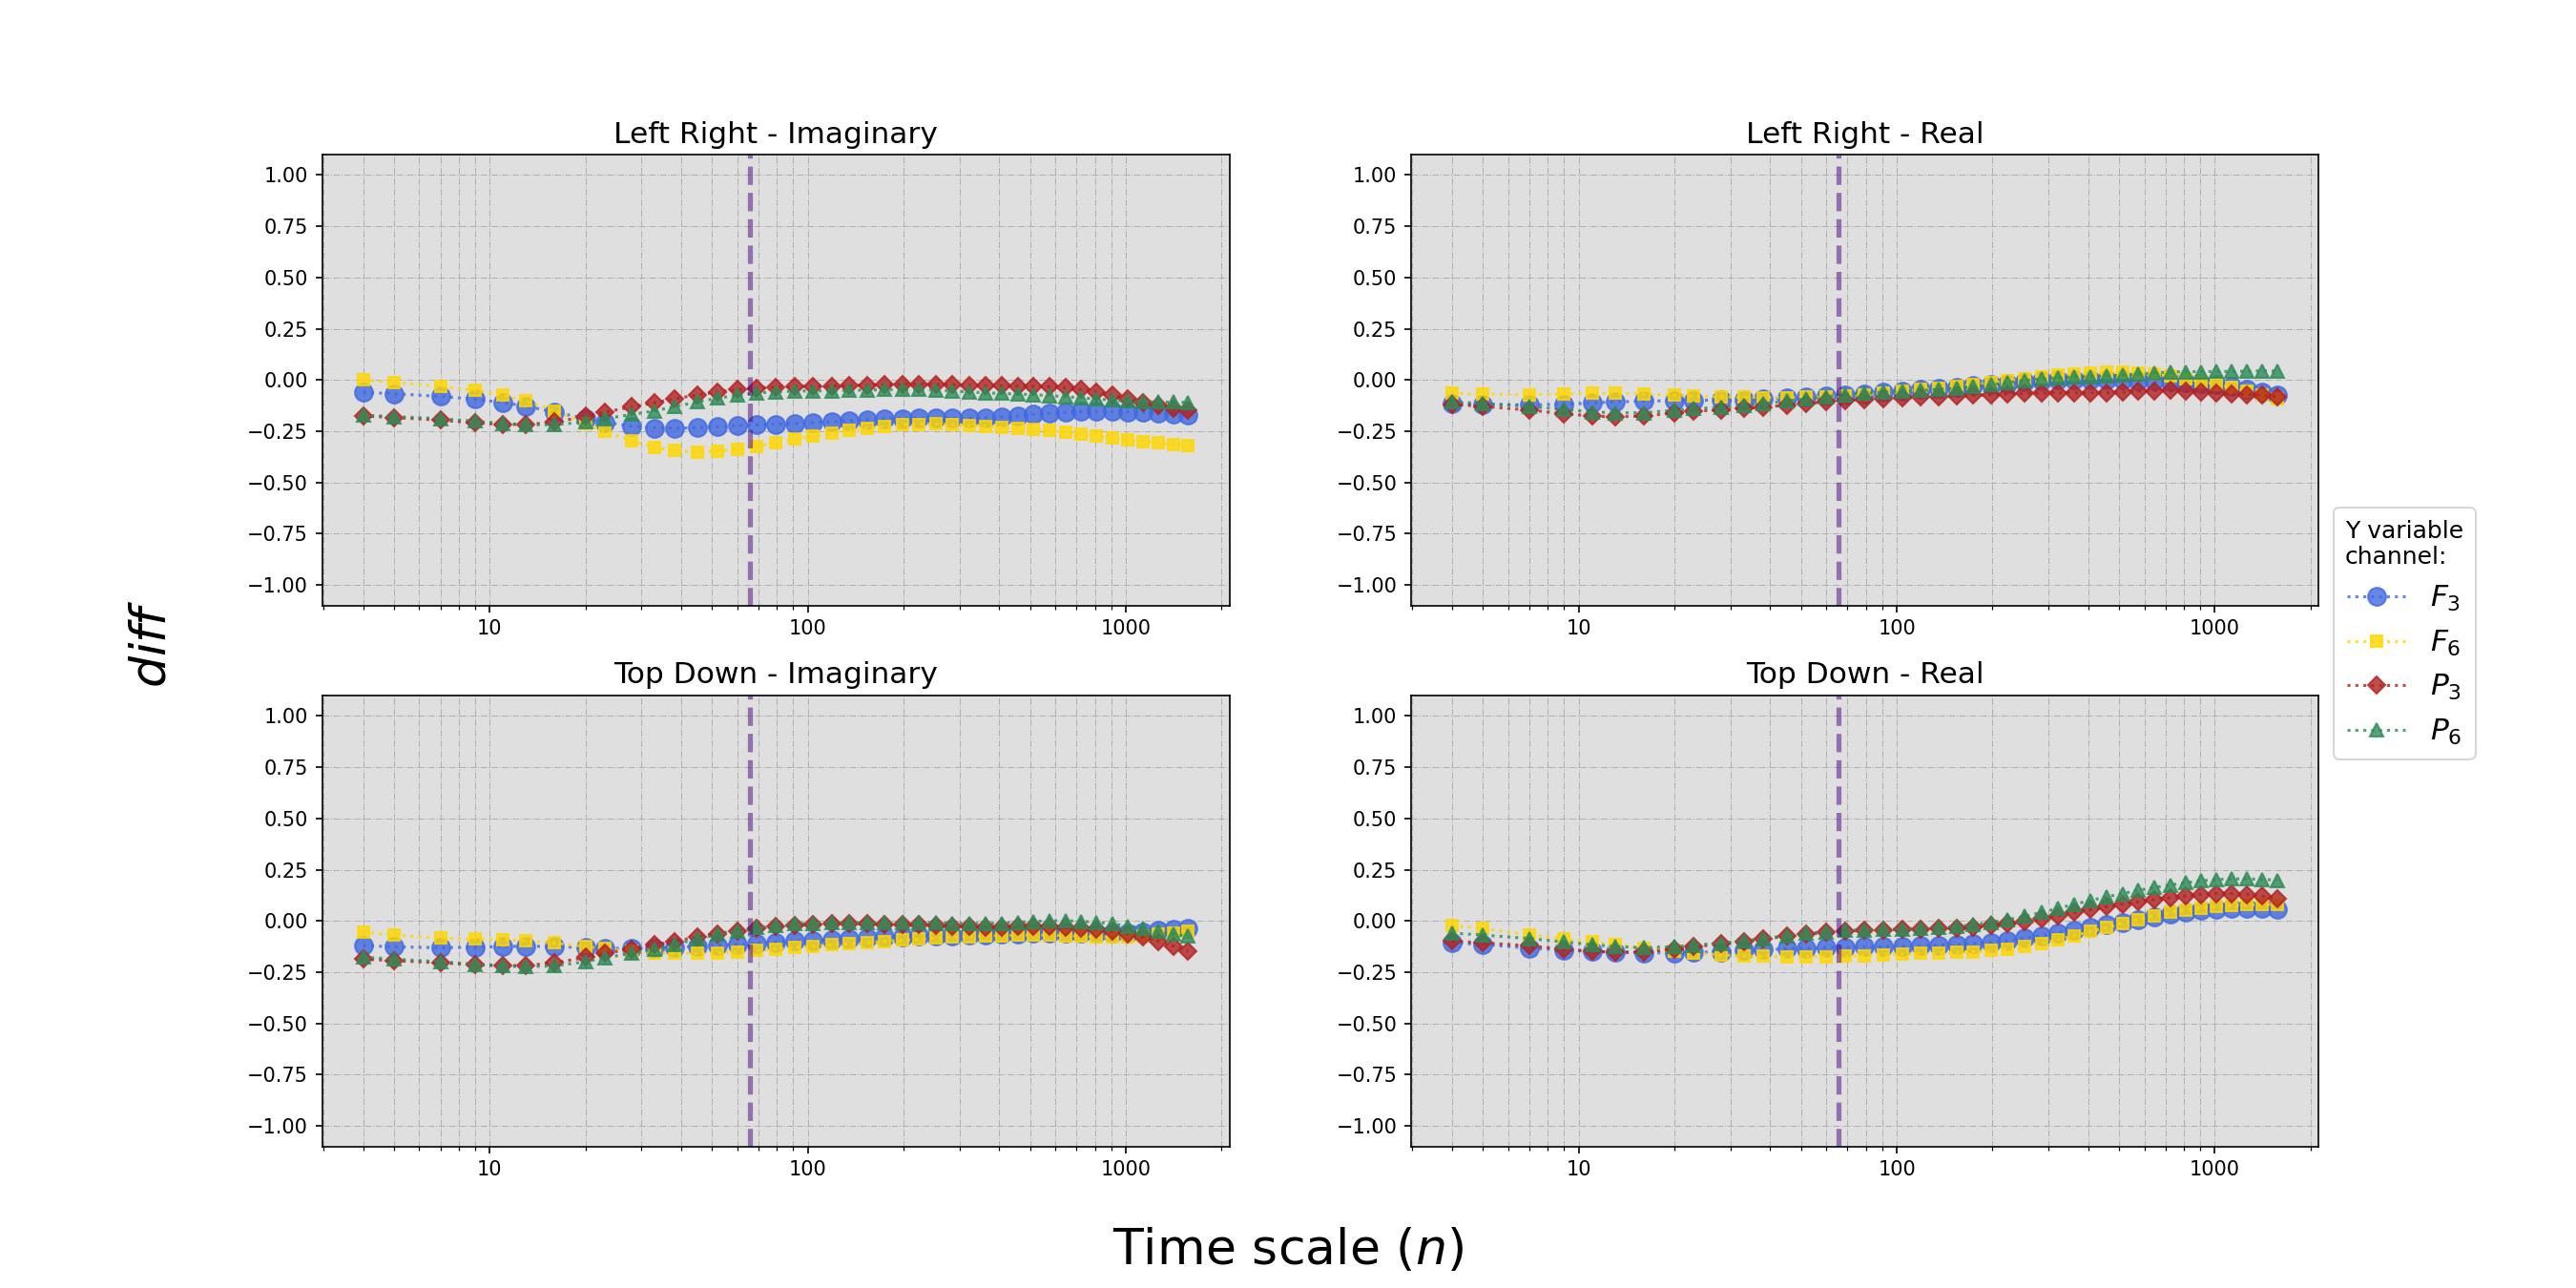 Left Right - Imaginary
1.00
0.75
0.50
0.25
0.00
−0.25
−0.50
−0.75
−1.00
10 100 1000
Left Right - Real
1.00
0.75
0.50
0.25
0.00
−0.25
−0.50
−0.75
−1.00
10 100 1000
Y variable
channel:
F3
F6
P3
P6
diff
Top Down - Imaginary
1.00
0.75
0.50
0.25
0.00
−0.25
−0.50
−0.75
−1.00
10 100 1000
Top Down - Real
1.00
0.75
0.50
0.25
0.00
−0.25
−0.50
−0.75
−1.00
10 100 1000
Time scale (n)